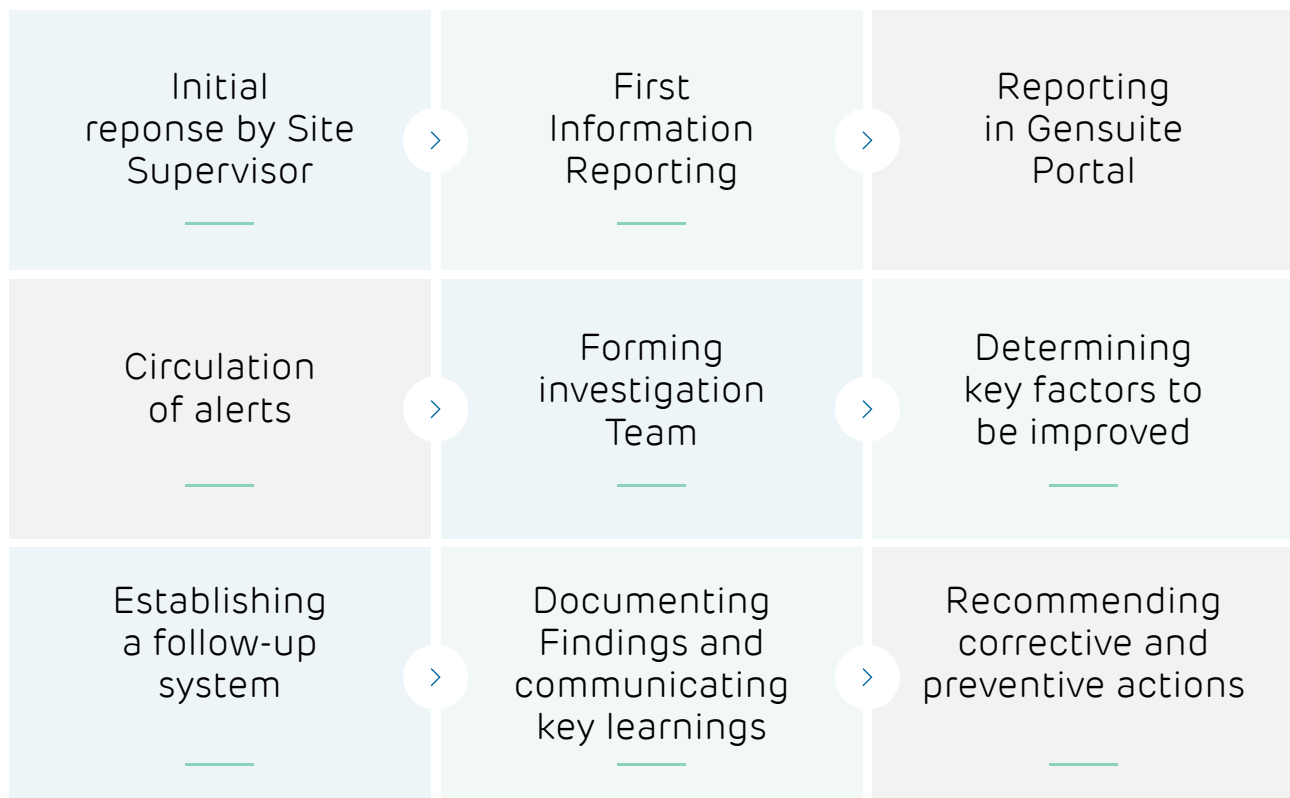 Initial
reponse by Site
Supervisor
First
Information
Reporting
Reporting
in Gensuite
Portal
Circulation
of alerts
Forming
investigation
Team
Determining
key factors to
be improved
Establishing
a follow-up
system
Documenting
Findings and
communicating
key learnings
Recommending
corrective and
preventive actions